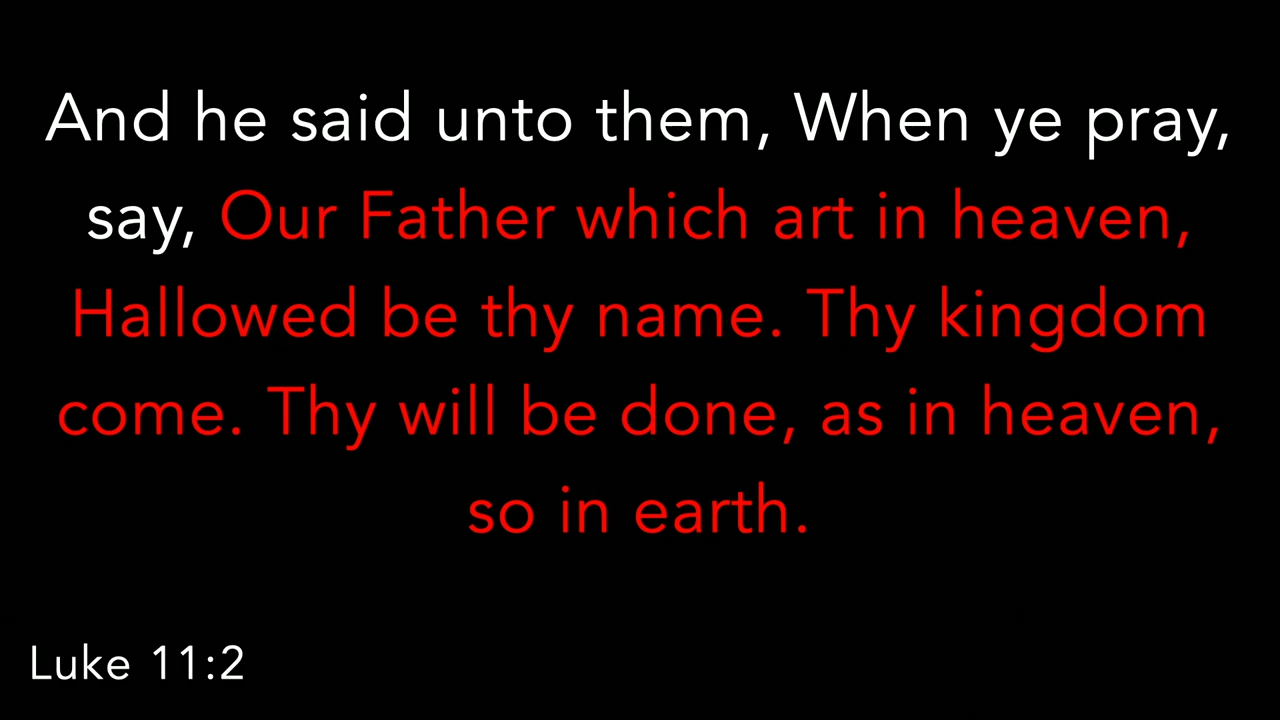 And he said unto them, When ye pray,
say, Our Father which art in heaven,
Hallowed be thy name. Thy kingdom
come. Thy will be done, as in heaven,
so in earth.
Luke 11:2